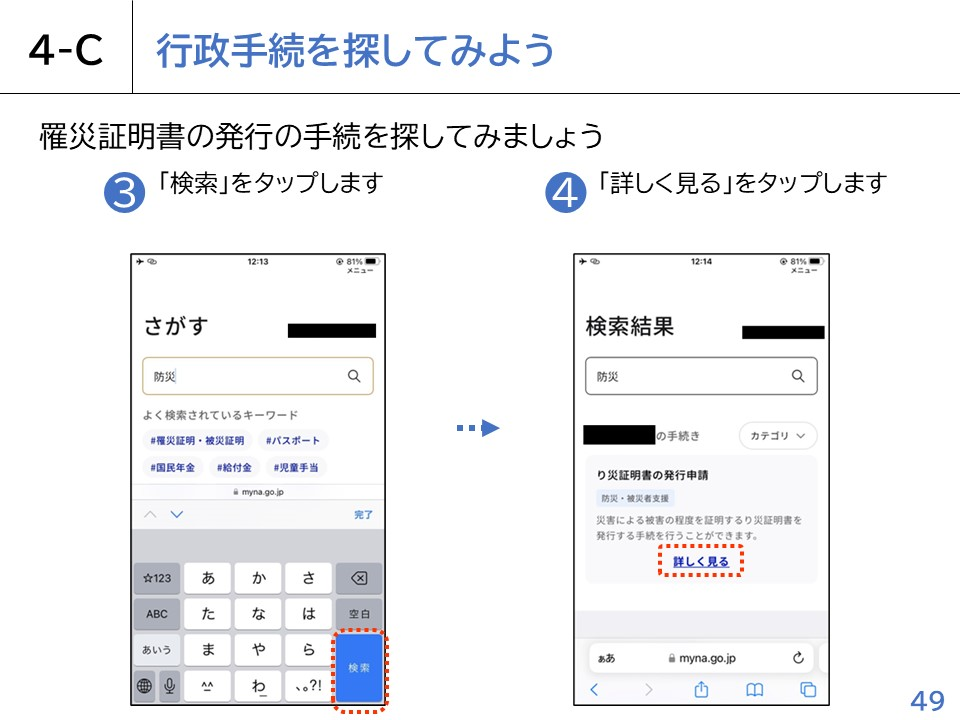 4-C
行政手続を探してみよう
罹災証明書の発行の手続を探してみましょう
3 「検索」をタップします
12:13
81%
メニュー
さがす
防災
よく検索されているキーワード
#罹災証明・被災証明 #パスポート
#国民年金 #給付金 #児童手当
myna.go.jp
完了
☆123 あ か さ
ABC た な は 空白
あいう ま や ら 検索
^^ わ_ 、。?!
4 「詳しく見る」をタップします
12:14
81%
メニュー
検索結果
防災
の手続き
カテゴリ
り災証明書の発行申請
防災・被災者支援
災害による被害の程度を証明するり災証明書を
発行する手続を行うことができます。
詳しく見る
ぁあ myna.go.jp
49